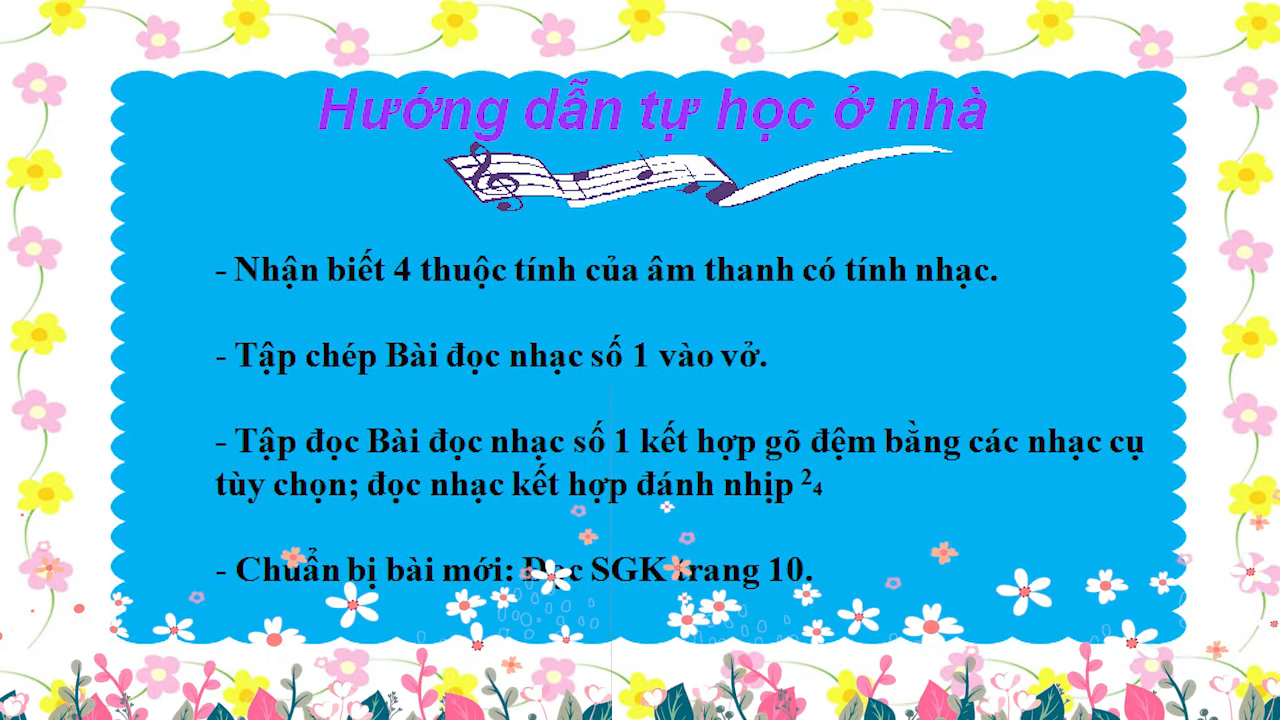 Hướng dẫn tự học ở nhà
- Nhận biết 4 thuộc tính của âm thanh có tính nhạc.
- Tập chép Bài đọc nhạc số 1 vào vở.
- Tập đọc Bài đọc nhạc số 1 kết hợp gõ đệm bằng các nhạc cụ
tùy chọn; đọc nhạc kết hợp đánh nhịp ²₄
- Chuẩn bị bài mới: Đọc SGK trang 10.